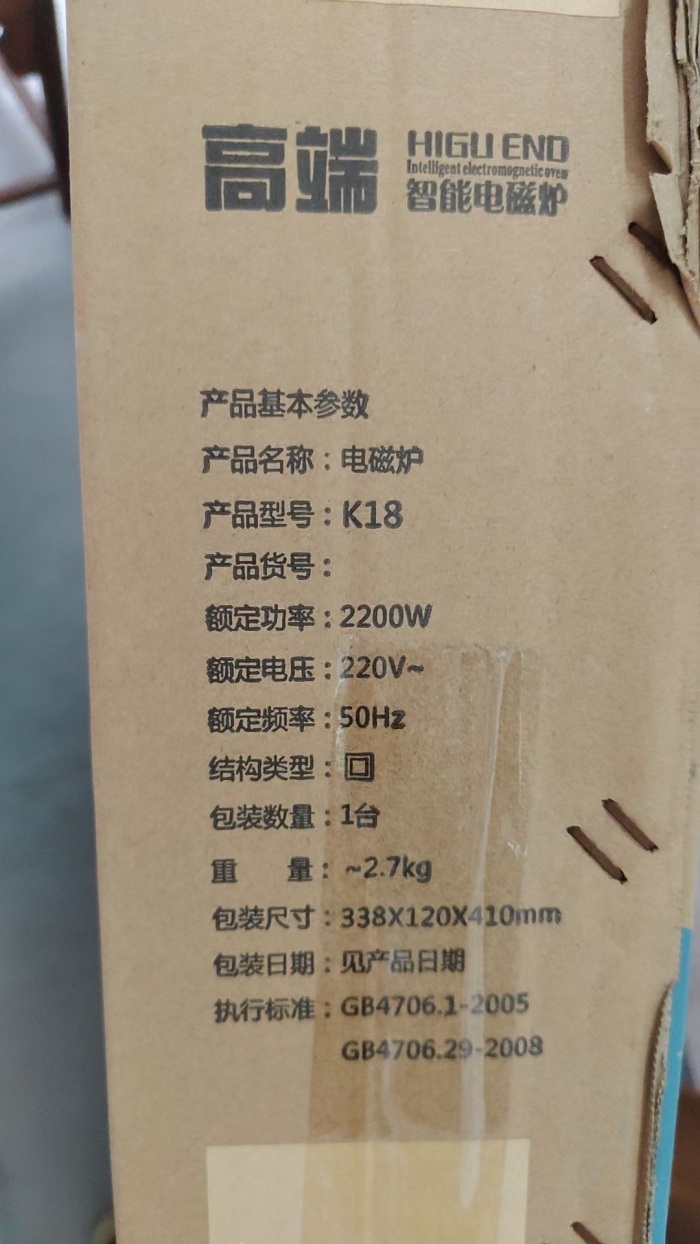 高端
HIGU END
Intelligent electromognetic oven
智能电磁炉
产品基本参数
产品名称：电磁炉
产品型号：K18
产品货号：
额定功率：2200W
额定电压：220V~
额定频率：50Hz
结构类型：回
包装数量：1台
重 量：~2.7kg
包装尺寸：338X120X410mm
包装日期：见产品日期
执行标准：GB4706.1-2005
GB4706.29-2008